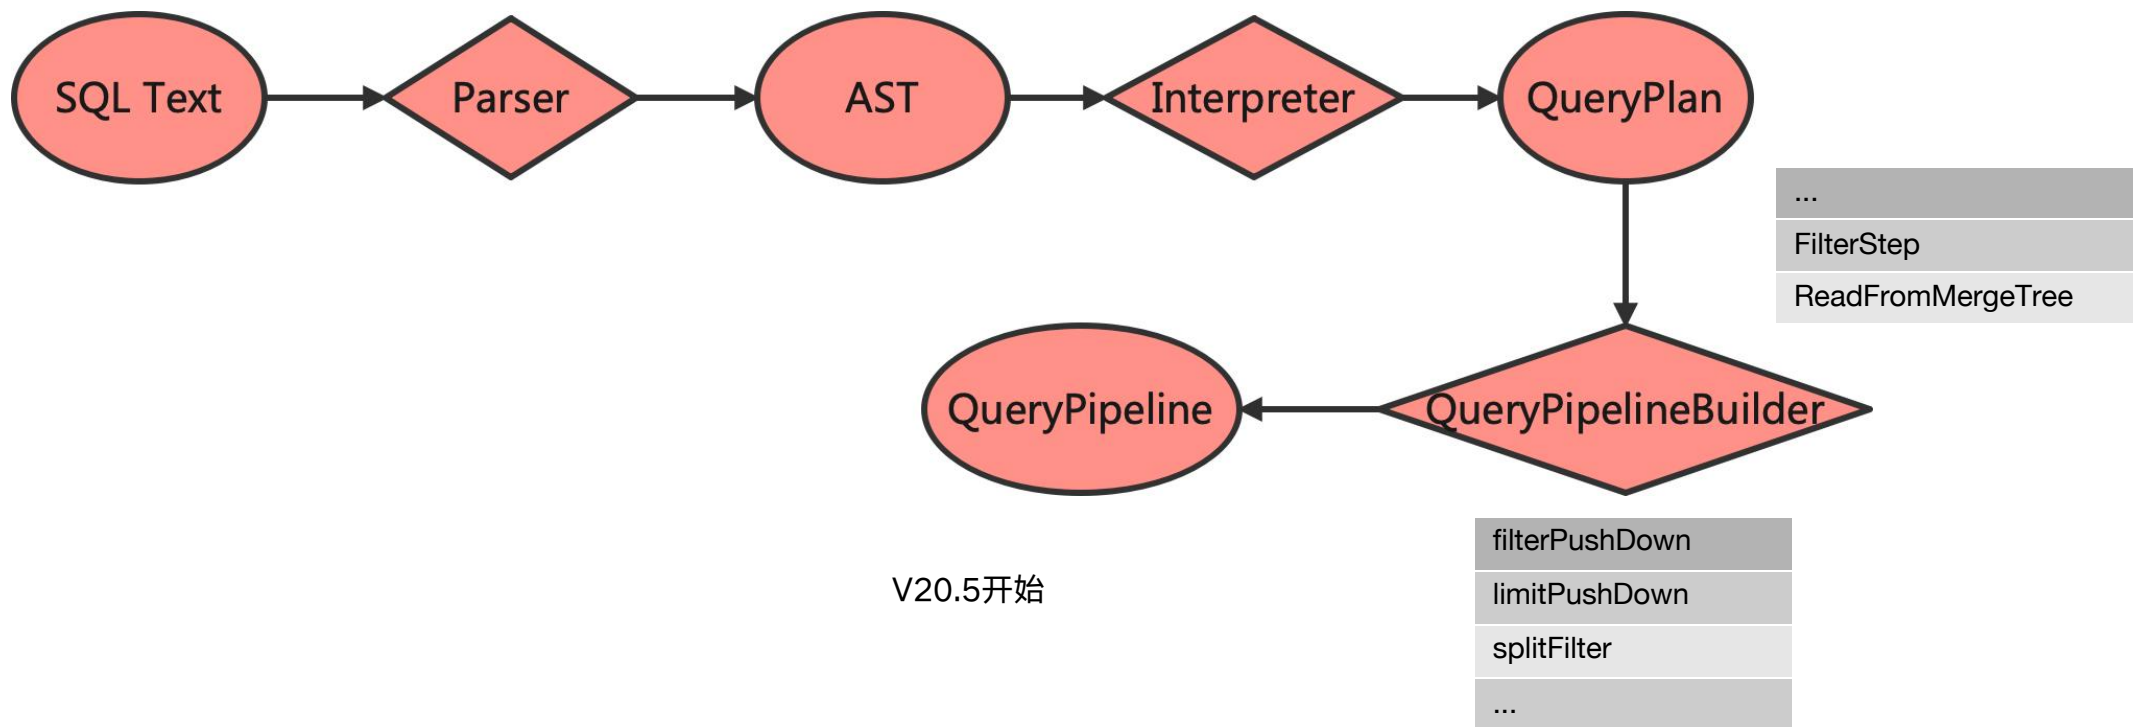 SQL Text
Parser
AST
Interpreter
QueryPlan
...
FilterStep
ReadFromMergeTree
QueryPipeline
QueryPipelineBuilder
filterPushDown
limitPushDown
splitFilter
...
V20.5开始